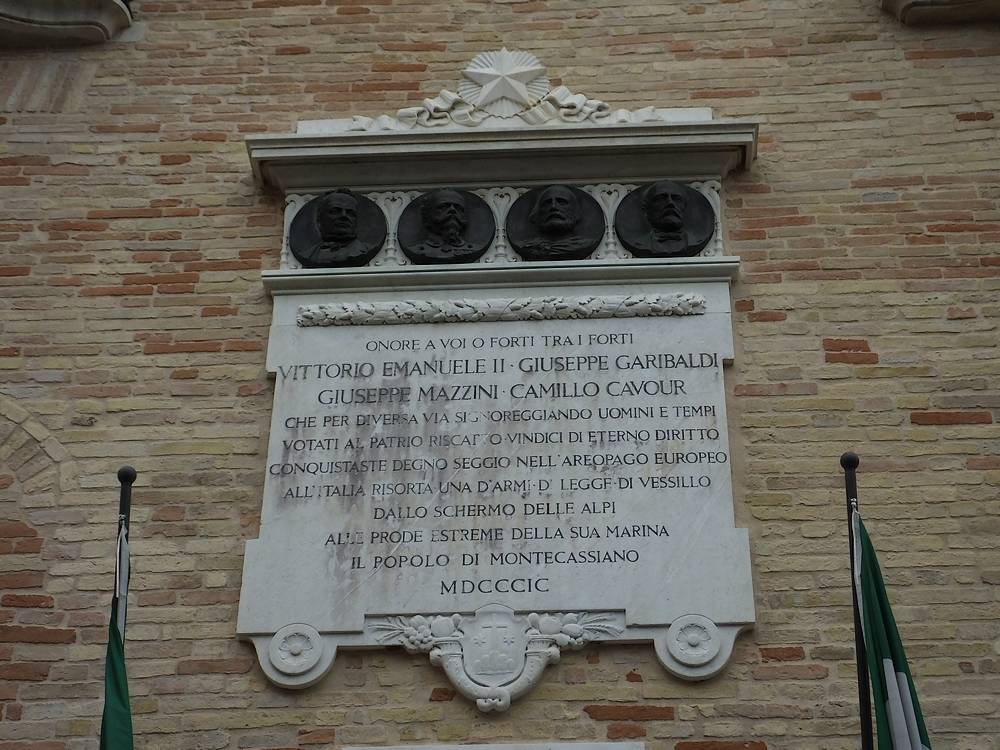 ONORE A VOI O FORTI TRA I FORTI
VITTORIO EMANUELE II · GIUSEPPE GARIBALDI
GIUSEPPE MAZZINI · CAMILLO CAVOUR
CHE PER DIVERSA VIA SIGNOREGGIANDO UOMINI E TEMPI
VOTATI AL PATRIO RISCATTO · VINDICI DI ETERNO DIRITTO
CONQUISTASTE DEGNO SEGGIO NELL'AREOPAGO EUROPEO
ALL'ITALIA RISORTA · UNA D'ARMI · DI LEGGE · DI VESSILLO
DALLO SCHERMO DELLE ALPI
ALLE PRODE ESTREME DELLA SUA MARINA
IL POPOLO DI MONTECASSIANO
MDCCCIC